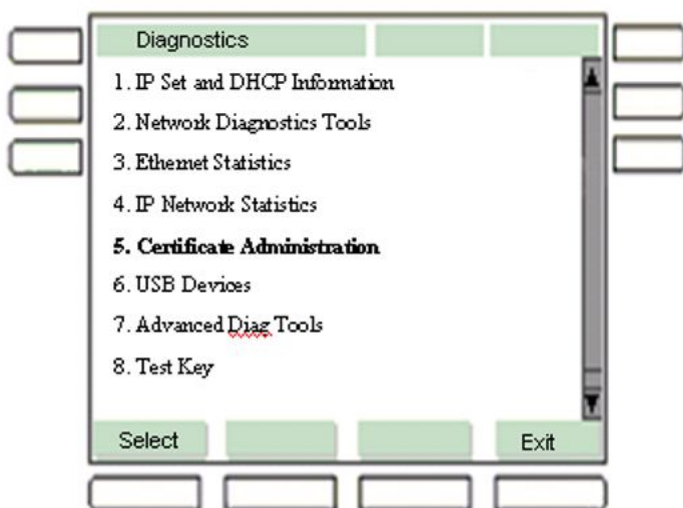 Diagnostics
1. IP Set and DHCP Information
2. Network Diagnostics Tools
3. Ethernet Statistics
4. IP Network Statistics
5. Certificate Administration
6. USB Devices
7. Advanced Diag Tools
8. Test Key
Select Exit